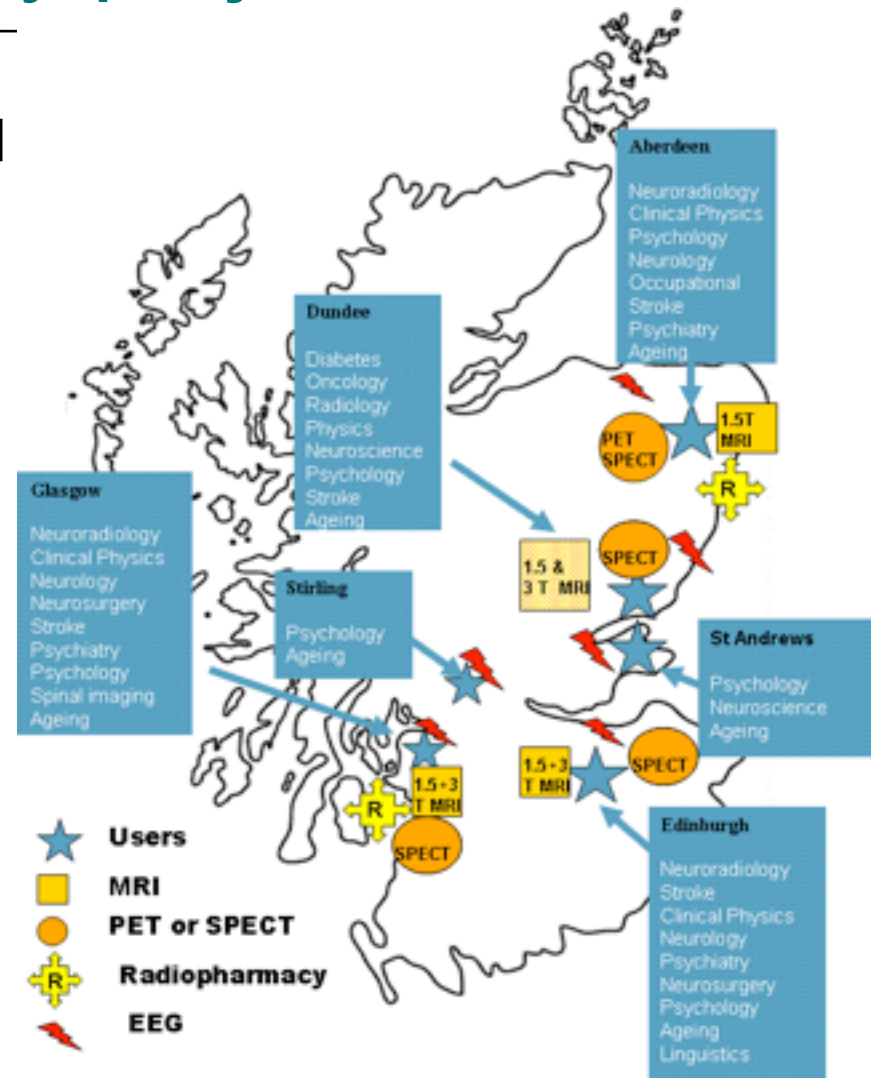 Aberdeen
Neuroradiology
Clinical Physics
Psychology
Neurology
Occupational
Stroke
Psychiatry
Ageing
Dundee
Diabetes
Oncology
Radiology
Physics
Neuroscience
Psychology
Stroke
Ageing
PET
SPECT
1.5T
MRI
R
Glasgow
Neuroradiology
Clinical Physics
Neurology
Neurosurgery
Stroke
Psychiatry
Psychology
Spinal imaging
Ageing
1.5 &
3 T MRI
SPECT
Stirling
Psychology
Ageing
St Andrews
Psychology
Neuroscience
Ageing
1.5+3
T MRI
SPECT
1.5+3
T MRI
R
SPECT
Edinburgh
Neuroradiology
Stroke
Clinical Physics
Neurology
Psychiatry
Neurosurgery
Psychology
Ageing
Linguistics
Users
MRI
PET or SPECT
R
Radiopharmacy
EEG